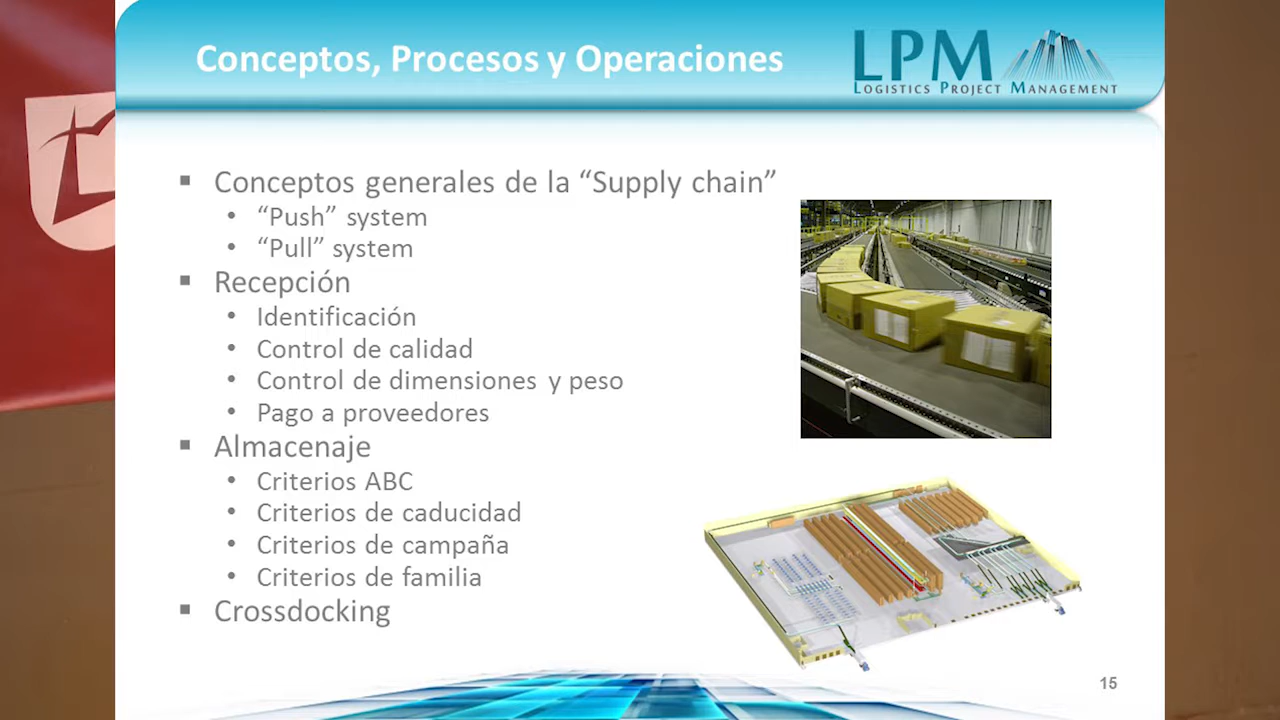 Conceptos, Procesos y Operaciones
LPM
LOGISTICS PROJECT MANAGEMENT
Conceptos generales de la “Supply chain”
“Push” system
“Pull” system
Recepción
Identificación
Control de calidad
Control de dimensiones y peso
Pago a proveedores
Almacenaje
Criterios ABC
Criterios de caducidad
Criterios de campaña
Criterios de familia
Crossdocking
15